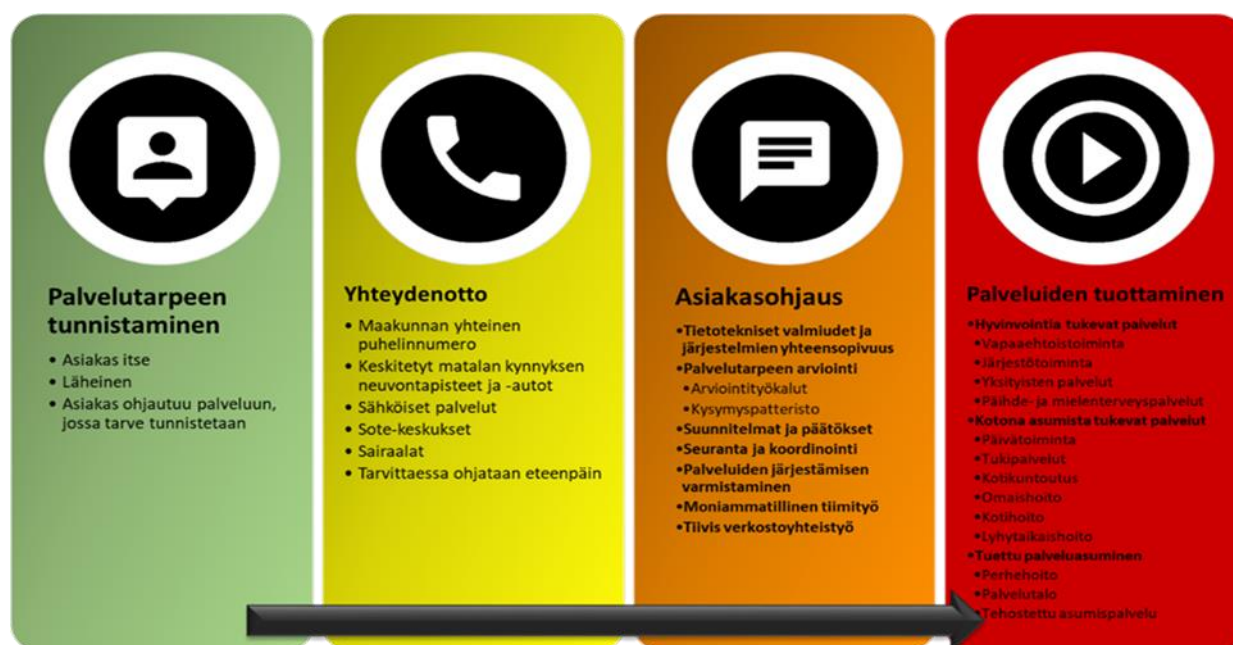 Palvelutarpeen
tunnistaminen
• Asiakas itse
• Läheinen
• Asiakas ohjautuu palveluun,
jossa tarve tunnistetaan
Yhteydenotto
• Maakunnan yhteinen
puhelinnumero
• Keskitetyt matalan kynnyksen
neuvontapisteet ja -autot
• Sähköiset palvelut
• Sote-keskukset
• Sairaalat
• Tarvittaessa ohjataan eteenpäin
Asiakasohjaus
•Tietotekniset valmiudet ja
järjestelmien yhteensopivuus
•Palvelutarpeen arviointi
•Arviointityökalut
•Kysymyspatteristo
•Suunnitelmat ja päätökset
•Seuranta ja koordinointi
•Palveluiden järjestämisen
varmistaminen
•Moniammatillinen tiimityö
•Tiivis verkostoyhteistyö
Palveluiden tuottaminen
•Hyvinvointia tukevat palvelut
•Vapaaehtoistoiminta
•Järjestötoiminta
•Yksityisten palvelut
•Päihde- ja mielenterveyspalvelut
•Kotona asumista tukevat palvelut
•Päivätoiminta
•Tukipalvelut
•Kotikuntoutus
•Omaishoito
•Kotihoito
•Lyhytaikaishoito
•Tuettu palveluasuminen
•Perhehoito
•Palvelutalo
•Tehostettu asumispalvelu